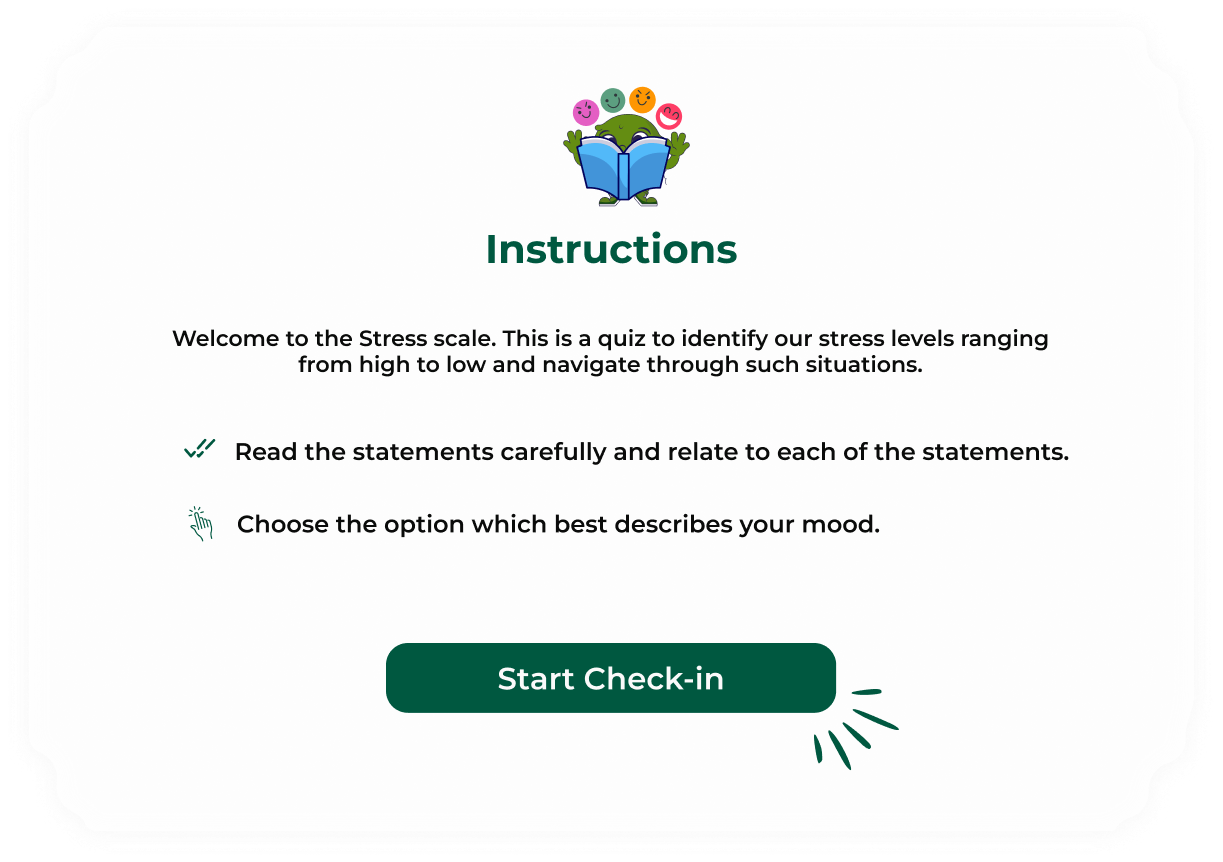 Instructions
Welcome to the Stress scale. This is a quiz to identify our stress levels ranging
from high to low and navigate through such situations.
Read the statements carefully and relate to each of the statements.
Choose the option which best describes your mood.
Start Check-in